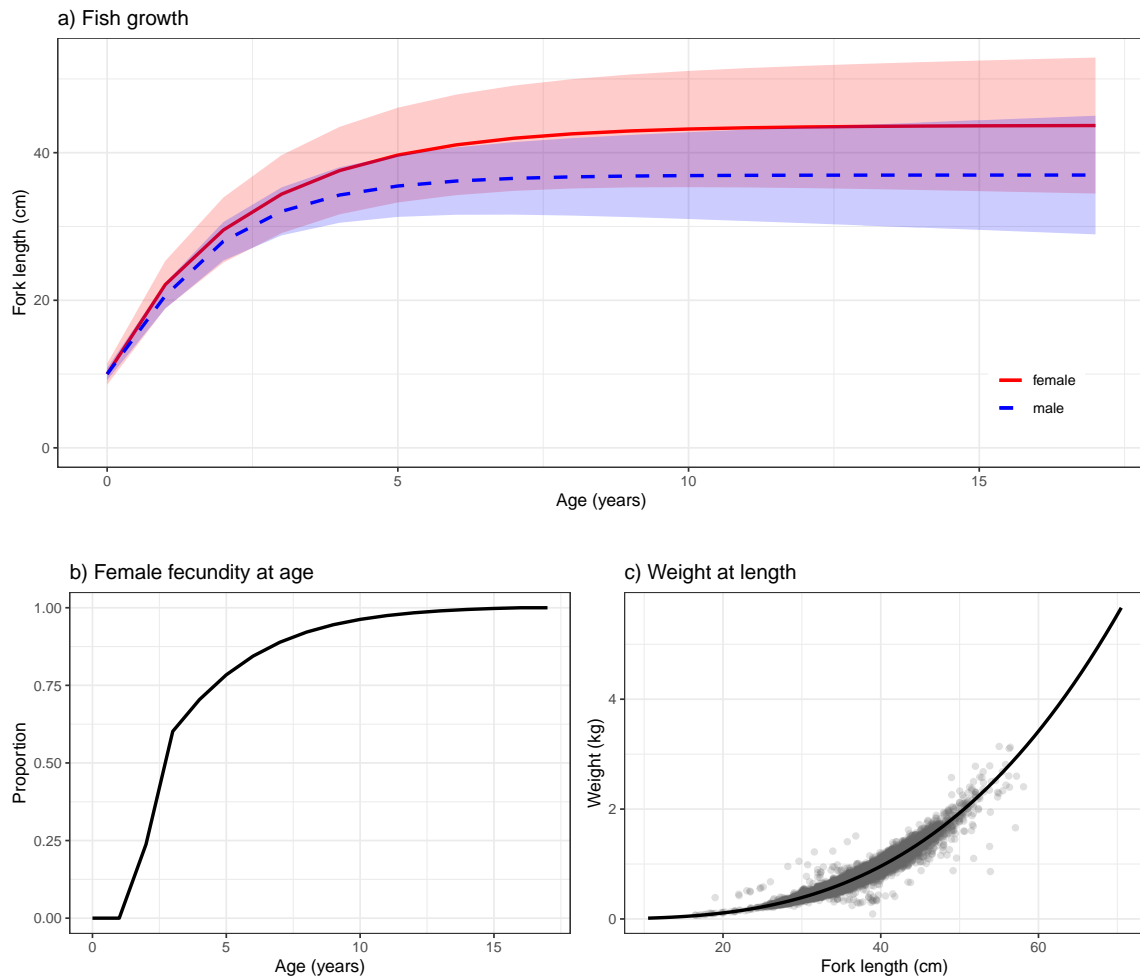 a) Fish growth
Fork length (cm)
40
20
0
female
male
0 5 10 15
Age (years)
b) Female fecundity at age
Proportion
1.00
0.75
0.50
0.25
0.00
0 5 10 15
Age (years)
c) Weight at length
Weight (kg)
4
2
0
20 40 60
Fork length (cm)